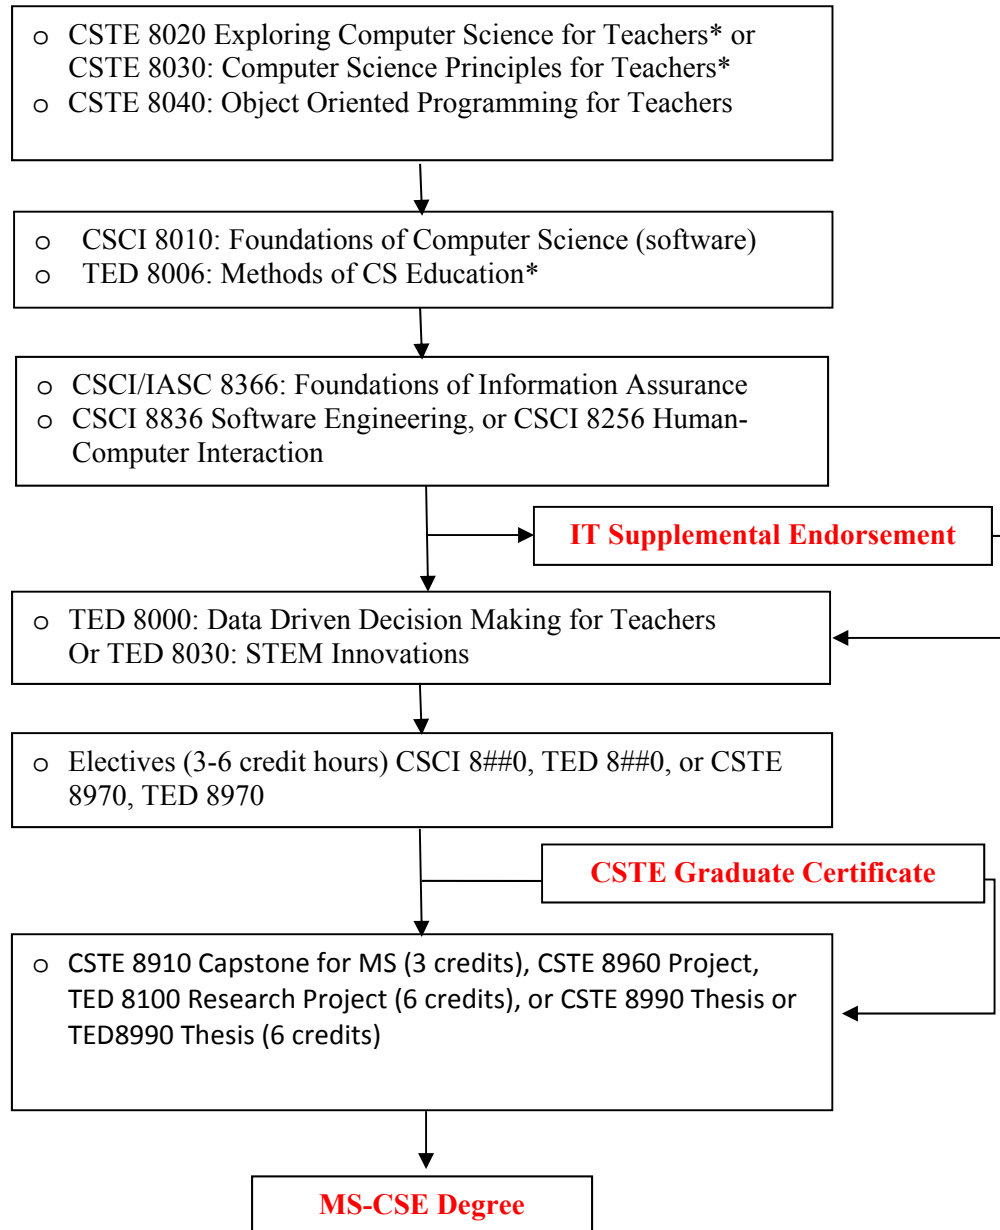 o CSTE 8020 Exploring Computer Science for Teachers* or
CSTE 8030: Computer Science Principles for Teachers*
o CSTE 8040: Object Oriented Programming for Teachers
o CSCI 8010: Foundations of Computer Science (software)
o TED 8006: Methods of CS Education*
o CSCI/IASC 8366: Foundations of Information Assurance
o CSCI 8836 Software Engineering, or CSCI 8256 Human-
Computer Interaction
IT Supplemental Endorsement
o TED 8000: Data Driven Decision Making for Teachers
Or TED 8030: STEM Innovations
o Electives (3-6 credit hours) CSCI 8##0, TED 8##0, or CSTE
8970, TED 8970
CSTE Graduate Certificate
o CSTE 8910 Capstone for MS (3 credits), CSTE 8960 Project,
TED 8100 Research Project (6 credits), or CSTE 8990 Thesis or
TED8990 Thesis (6 credits)
MS-CSE Degree